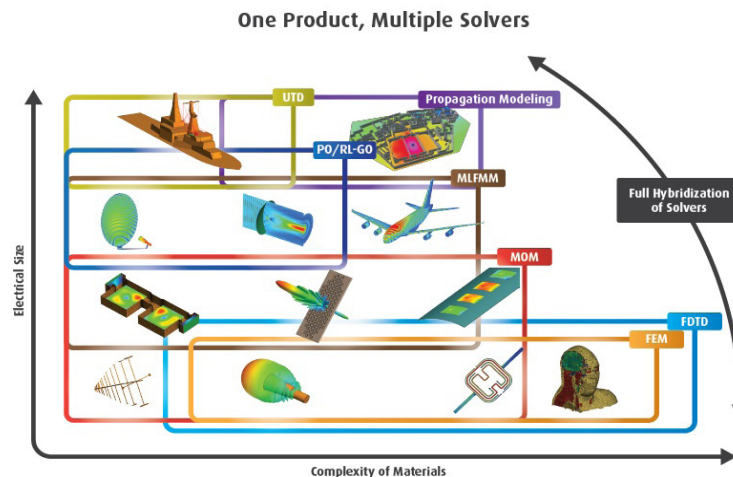 One Product, Multiple Solvers
UTD
Propagation Modeling
PO/RL-GO
MLFMM
Full Hybridization
of Solvers
MOM
FDTD
FEM
Electrical Size
Complexity of Materials